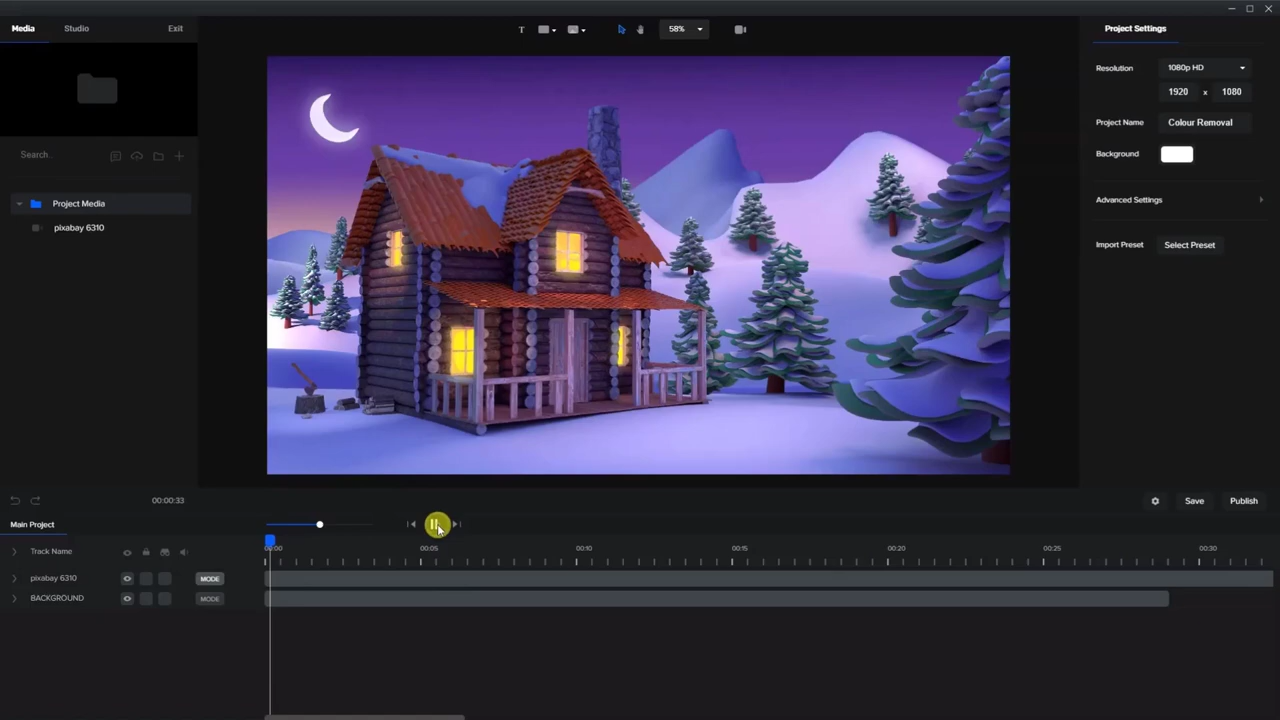 Media Studio Exit
T 58%
Project Settings
Resolution 1080p HD
1920 x 1080
Project Name Colour Removal
Background
Search..
Advanced Settings
Project Media
pixabay 6310
Import Preset Select Preset
00:00:33
Save Publish
Main Project
Track Name
00:00 00:05 00:10 00:15 00:20 00:25 00:30
pixabay 6310 MODE
BACKGROUND MODE